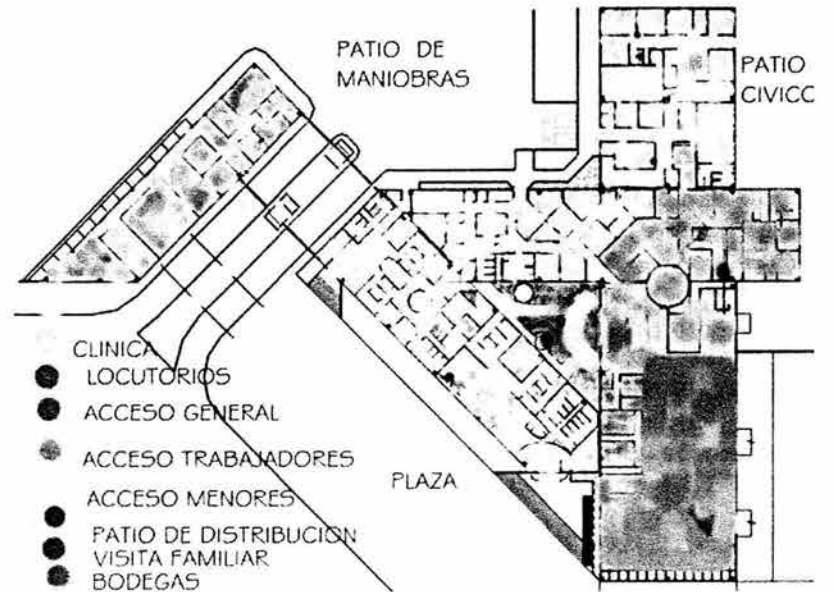 PATIO DE
MANIOBRAS
PATIO
CIVICO
CLINICA
LOCUTORIOS
ACCESO GENERAL
ACCESO TRABAJADORES
ACCESO MENORES
PATIO DE DISTRIBUCION
VISITA FAMILIAR
BODEGAS
PLAZA